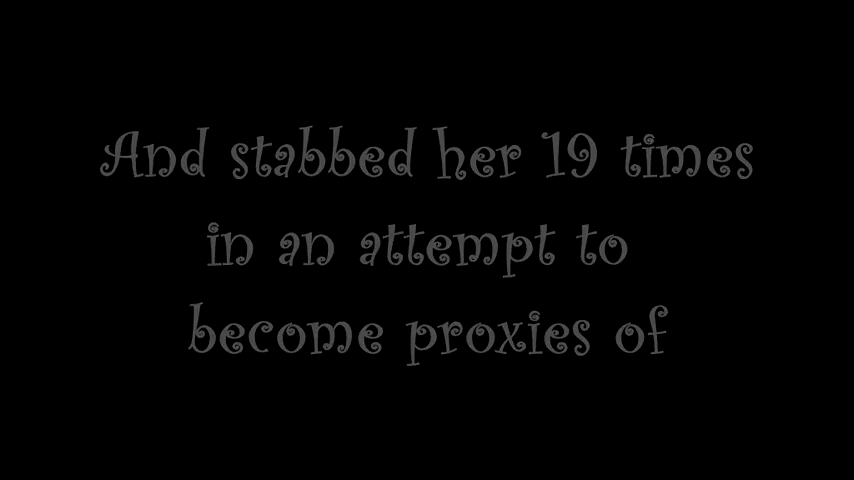 And stabbed her 19 times
in an attempt to
become proxies of